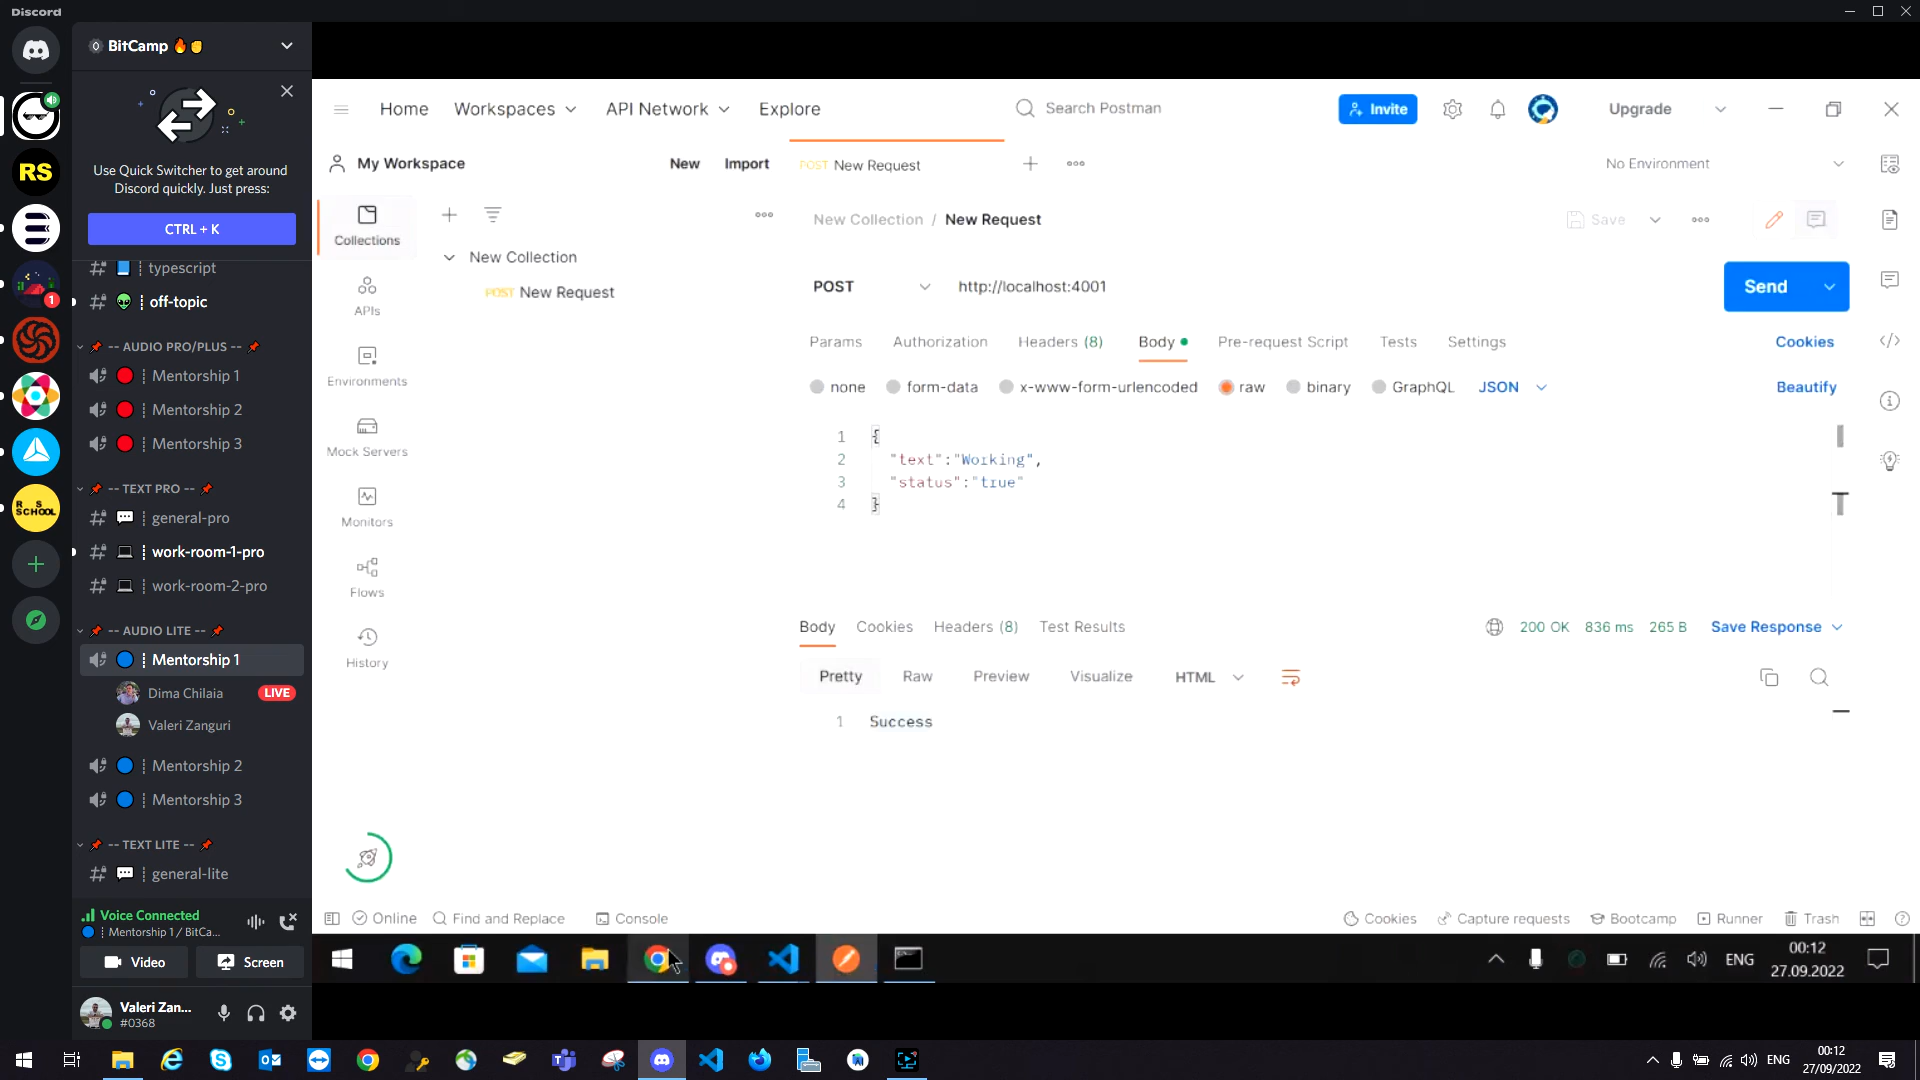 Discord
BitCamp
Use Quick Switcher to get around
Discord quickly. Just press:
CTRL + K
typescript
off-topic
-- AUDIO PRO/PLUS --
Mentorship 1
Mentorship 2
Mentorship 3
-- TEXT PRO --
general-pro
work-room-1-pro
work-room-2-pro
-- AUDIO LITE --
Mentorship 1
Dima Chilaia LIVE
Valeri Zanguri
Mentorship 2
Mentorship 3
-- TEXT LITE --
general-lite
Voice Connected
Mentorship 1 / BitCa...
Video Screen
Valeri Zan...
#0368
RS
1
RS
SCHOOL
Home Workspaces API Network Explore Search Postman Invite Upgrade
My Workspace New Import POST New Request No Environment
Collections
APIs
Environments
Mock Servers
Monitors
Flows
History
New Collection
POST New Request
New Collection / New Request Save
POST http://localhost:4001 Send
Params Authorization Headers (8) Body Pre-request Script Tests Settings Cookies
none form-data x-www-form-urlencoded raw binary GraphQL JSON Beautify
1 {
2 "text":"Working",
3 "status":"true"
4 }
Body Cookies Headers (8) Test Results 200 OK 836 ms 265 B Save Response
Pretty Raw Preview Visualize HTML
1 Success
Online Find and Replace Console Cookies Capture requests Bootcamp Runner Trash
ENG 00:12
27.09.2022
ENG 00:12
27/09/2022